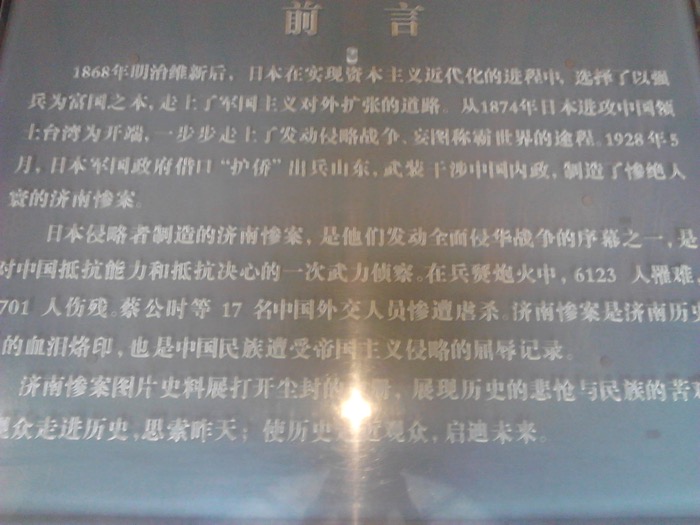 前言
1868年明治维新后，日本在实现资本主义近代化的进程中，选择了以强
兵为富国之本，走上了军国主义对外扩张的道路。从1874年日本进攻中国领
土台湾为开端，一步步走上了发动侵略战争、妄图称霸世界的途程。1928年5
月，日本军国政府借口“护侨”出兵山东，武装干涉中国内政，制造了惨绝人
寰的济南惨案。
日本侵略者制造的济南惨案，是他们发动全面侵华战争的序幕之一，是
对中国抵抗能力和抵抗决心的一次武力侦察。在兵燹炮火中，6123 人罹难，
701 人伤残。蔡公时等 17 名中国外交人员惨遭虐杀。济南惨案是济南历史
的血泪烙印，也是中国民族遭受帝国主义侵略的屈辱记录。
济南惨案图片史料展打开尘封的册，展现历史的悲怆与民族的苦
观众走进历史，思索昨天；使历史近观众，启迪未来。